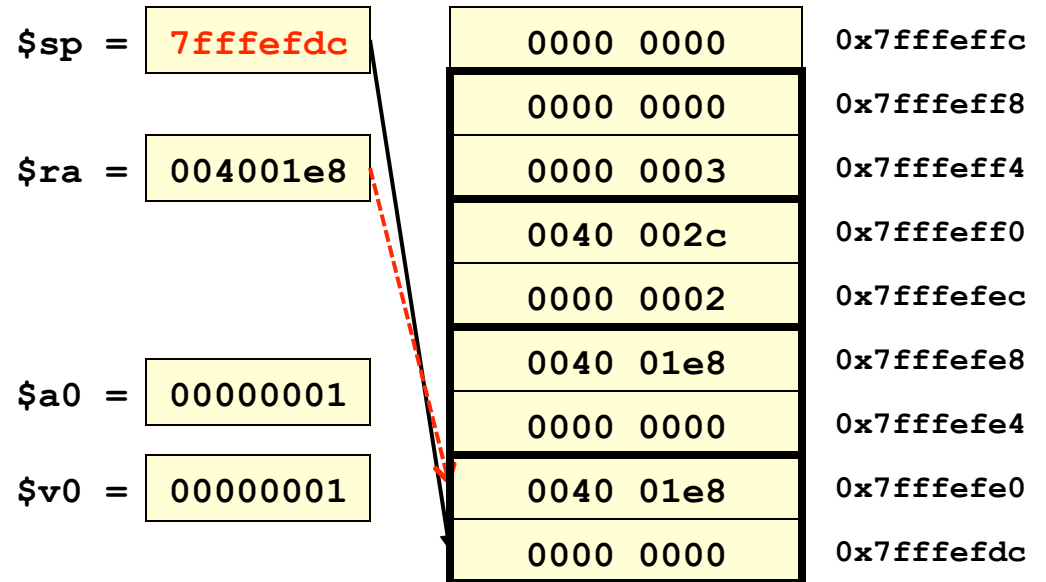 $sp = 7fffefdc 0000 0000 0x7fffeffc
0000 0000 0x7fffeff8
$ra = 004001e8 0000 0003 0x7fffeff4
0040 002c 0x7fffeff0
0000 0002 0x7fffefec
$a0 = 00000001 0040 01e8 0x7fffefe8
0000 0000 0x7fffefe4
$v0 = 00000001 0040 01e8 0x7fffefe0
0000 0000 0x7fffefdc